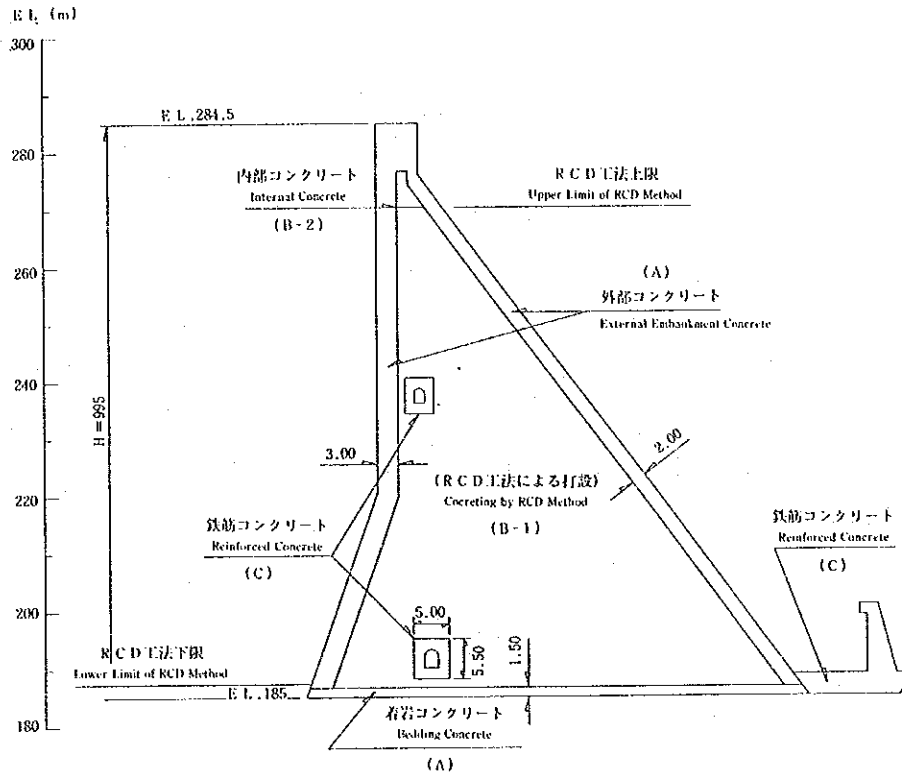 EL (m)
300
280
260
240
220
200
180
EL.284.5
H=995
内部コンクリート
Internal Concrete
(B-2)
RCD工法上限
Upper Limit of RCD Method
(A)
外部コンクリート
External Embankment Concrete
3.00
2.00
(RCD工法による打設)
Cocreting by RCD Method
(B-1)
鉄筋コンクリート
Reinforced Concrete
(C)
鉄筋コンクリート
Reinforced Concrete
(C)
5.00
5.50
1.50
RCD工法下限
Lower Limit of RCD Method
EL.185
着岩コンクリート
Bedding Concrete
(A)